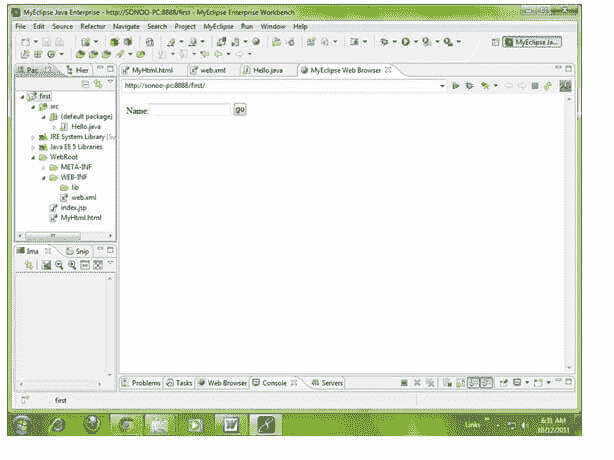 MyEclipse Java Enterprise - http://SONOO-PC:8888/first/ - MyEclipse Enterprise Workbench
File Edit Source Refactor Navigate Search Project MyEclipse Run Window Help
MyEclipse Ja...
Pac Hier
MyHtml.html web.xml Hello.java MyEclipse Web Browser
http://sonoo-pc:8888/first/
Name: go
first
src
(default package)
Hello.java
JRE System Library
Java EE 5 Libraries
WebRoot
META-INF
WEB-INF
lib
web.xml
index.jsp
MyHtml.html
Ima Snip
Problems Tasks Web Browser Console Servers
first
Links
6:31 AM
10/12/2011